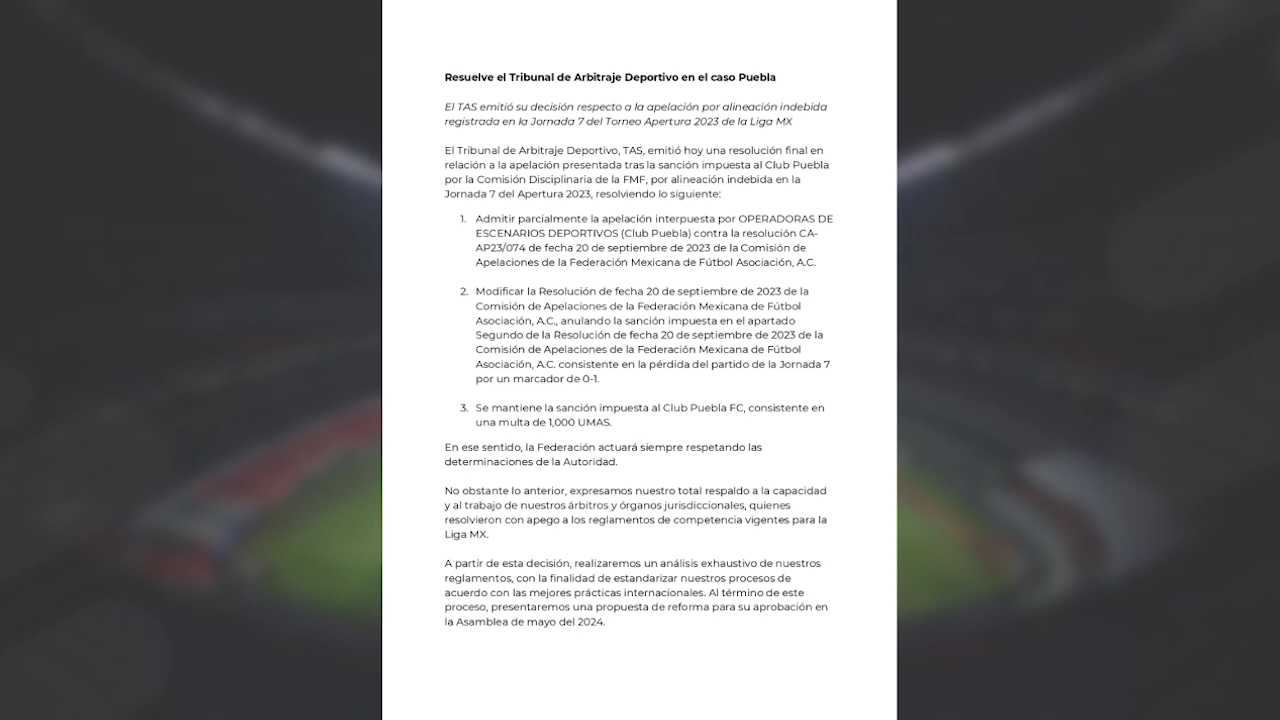 Resuelve el Tribunal de Arbitraje Deportivo en el caso Puebla
El TAS emitió su decisión respecto a la apelación por alineación indebida
registrada en la Jornada 7 del Torneo Apertura 2023 de la Liga MX
El Tribunal de Arbitraje Deportivo, TAS, emitió hoy una resolución final en
relación a la apelación presentada tras la sanción impuesta al Club Puebla
por la Comisión Disciplinaria de la FMF, por alineación indebida en la
Jornada 7 del Apertura 2023, resolviendo lo siguiente:
1. Admitir parcialmente la apelación interpuesta por OPERADORAS DE
ESCENARIOS DEPORTIVOS (Club Puebla) contra la resolución CA-
AP23/074 de fecha 20 de septiembre de 2023 de la Comisión de
Apelaciones de la Federación Mexicana de Fútbol Asociación, A.C.
2. Modificar la Resolución de fecha 20 de septiembre de 2023 de la
Comisión de Apelaciones de la Federación Mexicana de Fútbol
Asociación, A.C., anulando la sanción impuesta en el apartado
Segundo de la Resolución de fecha 20 de septiembre de 2023 de la
Comisión de Apelaciones de la Federación Mexicana de Fútbol
Asociación, A.C. consistente en la pérdida del partido de la Jornada 7
por un marcador de 0-1.
3. Se mantiene la sanción impuesta al Club Puebla FC, consistente en
una multa de 1,000 UMAS.
En ese sentido, la Federación actuará siempre respetando las
determinaciones de la Autoridad.
No obstante lo anterior, expresamos nuestro total respaldo a la capacidad
y al trabajo de nuestros árbitros y órganos jurisdiccionales, quienes
resolvieron con apego a los reglamentos de competencia vigentes para la
Liga MX.
A partir de esta decisión, realizaremos un análisis exhaustivo de nuestros
reglamentos, con la finalidad de estandarizar nuestros procesos de
acuerdo con las mejores prácticas internacionales. Al término de este
proceso, presentaremos una propuesta de reforma para su aprobación en
la Asamblea de mayo del 2024.